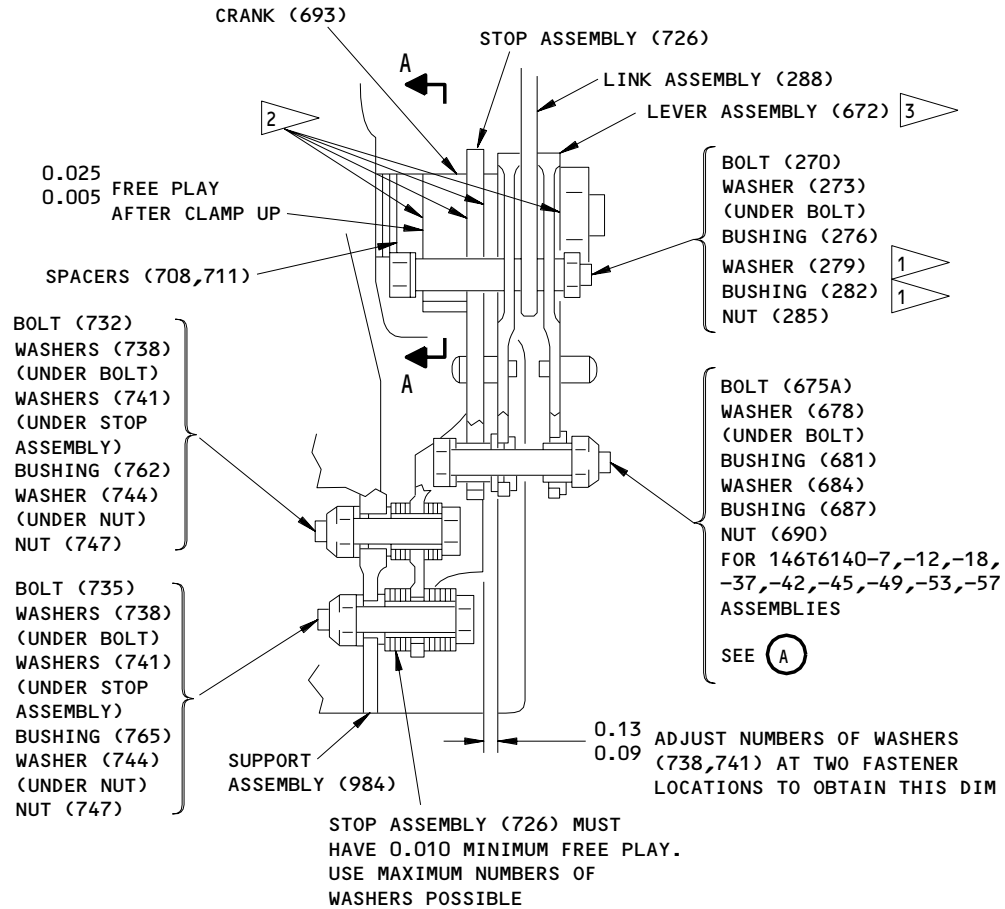 CRANK (693)
STOP ASSEMBLY (726)
A
LINK ASSEMBLY (288)
LEVER ASSEMBLY (672) 3
2
0.025
0.005
FREE PLAY
AFTER CLAMP UP
SPACERS (708,711)
BOLT (270)
WASHER (273)
(UNDER BOLT)
BUSHING (276)
WASHER (279) 1
BUSHING (282) 1
NUT (285)
A
BOLT (732)
WASHERS (738)
(UNDER BOLT)
WASHERS (741)
(UNDER STOP
ASSEMBLY)
BUSHING (762)
WASHER (744)
(UNDER NUT)
NUT (747)
BOLT (675A)
WASHER (678)
(UNDER BOLT)
BUSHING (681)
WASHER (684)
BUSHING (687)
NUT (690)
FOR 146T6140-7,-12,-18,
-37,-42,-45,-49,-53,-57
ASSEMBLIES
SEE A
BOLT (735)
WASHERS (738)
(UNDER BOLT)
WASHERS (741)
(UNDER STOP
ASSEMBLY)
BUSHING (765)
WASHER (744)
(UNDER NUT)
NUT (747)
SUPPORT
ASSEMBLY (984)
0.13
0.09
ADJUST NUMBERS OF WASHERS
(738,741) AT TWO FASTENER
LOCATIONS TO OBTAIN THIS DIM
STOP ASSEMBLY (726) MUST
HAVE 0.010 MINIMUM FREE PLAY.
USE MAXIMUM NUMBERS OF
WASHERS POSSIBLE